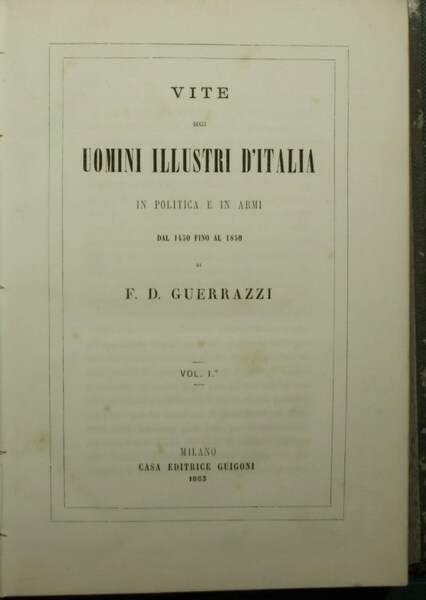 VITE
DEGLI
UOMINI ILLUSTRI D'ITALIA
IN POLITICA E IN ARMI
DAL 1450 FINO AL 1850
DI
F. D. GUERRAZZI
VOL. I.º
MILANO
CASA EDITRICE GUIGONI
1863